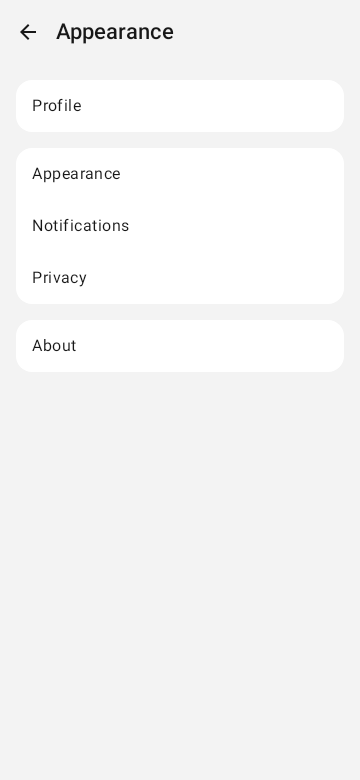 Appearance
Profile
Appearance
Notifications
Privacy
About